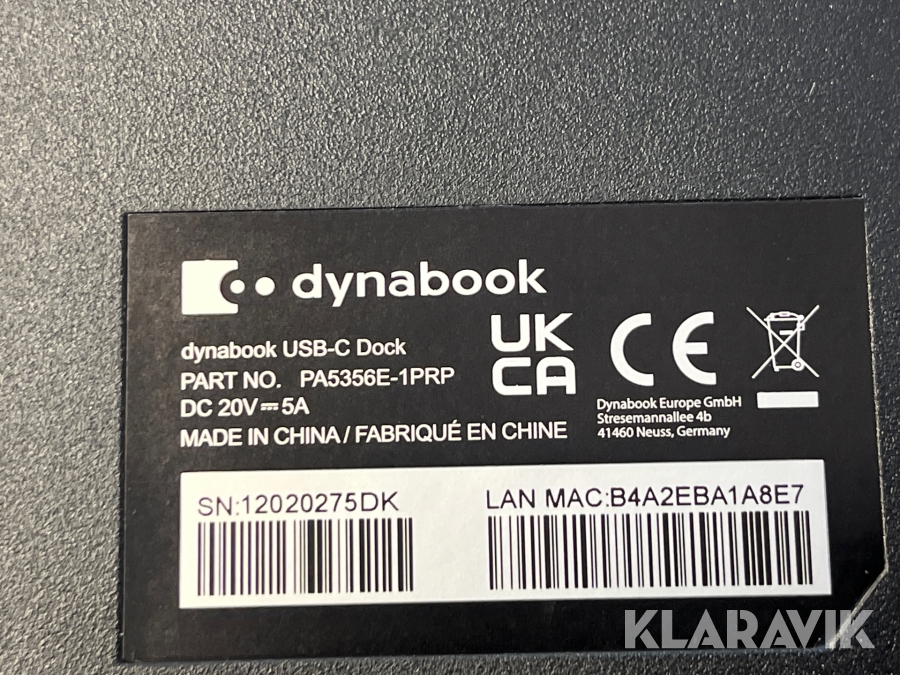 dynabook
dynabook USB-C Dock
PART NO. PA5356E-1PRP
DC 20V⎓5A
MADE IN CHINA / FABRIQUÉ EN CHINE
UK
CA
CE
Dynabook Europe GmbH
Stresemannallee 4b
41460 Neuss, Germany
SN:12020275DK
LAN MAC:B4A2EBA1A8E7
KLARAVIK